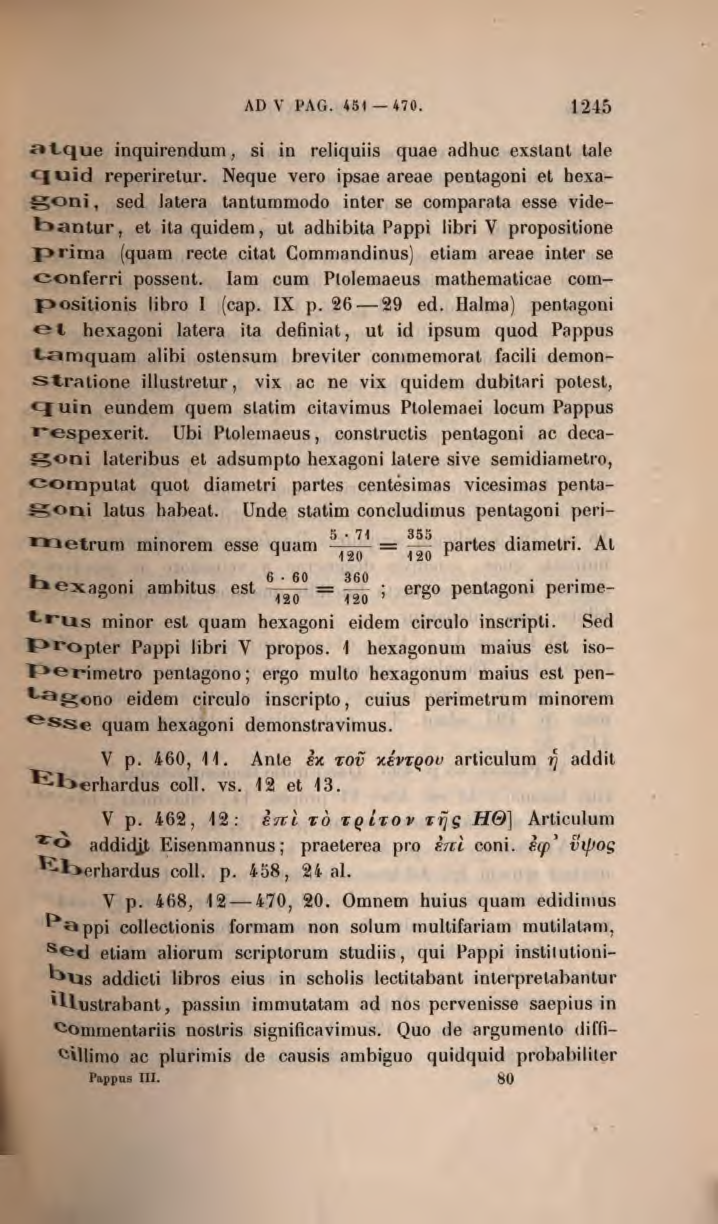 AD V PAG. 451 — 470. 1245
atque inquirendum, si in reliquiis quae adhuc exstant tale
quid reperiretur. Neque vero ipsae areae pentagoni et hexa-
goni, sed latera tantummodo inter se comparata esse vide-
bantur, et ita quidem, ut adhibita Pappi libri V propositione
prima (quam recte citat Commandinus) etiam areae inter se
conferri possent. Iam cum Ptolemaeus mathematicae com-
positionis libro I (cap. IX p. 26—29 ed. Halma) pentagoni
et hexagoni latera ita definiat, ut id ipsum quod Pappus
tamquam alibi ostensum breviter commemorat facili demon-
stratione illustretur, vix ac ne vix quidem dubitari potest,
quin eundem quem statim citavimus Ptolemaei locum Pappus
respexerit. Ubi Ptolemaeus, constructis pentagoni ac deca-
goni lateribus et adsumpto hexagoni latere sive semidiametro,
computat quot diametri partes centesimas vicesimas penta-
goni latus habeat. Unde statim concludimus pentagoni peri-
metrum minorem esse quam 5 · 71/120 = 355/120 partes diametri. At
hexagoni ambitus est 6 · 60/120 = 360/120 ; ergo pentagoni perime-
trus minor est quam hexagoni eidem circulo inscripti. Sed
propter Pappi libri V propos. 1 hexagonum maius est iso-
perimetro pentagono; ergo multo hexagonum maius est pen-
tagono eidem circulo inscripto, cuius perimetrum minorem
esse quam hexagoni demonstravimus.
V p. 460, 11. Ante ἐκ τοῦ κέντρου articulum ἡ addit
Eberhardus coll. vs. 12 et 13.
V p. 462, 12: ἐπὶ τὸ τρίτον τῆς ΗΘ] Articulum
τὸ addidit Eisenmannus; praeterea pro ἐπὶ coni. ἐφ’ ὕψος
Eberhardus coll. p. 458, 24 al.
V p. 468, 12—470, 20. Omnem huius quam edidimus
Pappi collectionis formam non solum multifariam mutilatam,
sed etiam aliorum scriptorum studiis, qui Pappi institutioni-
bus addicti libros eius in scholis lectitabant interpretabantur
illustrabant, passim immutatam ad nos pervenisse saepius in
commentariis nostris significavimus. Quo de argumento diffi-
cillimo ac plurimis de causis ambiguo quidquid probabiliter
Pappus III. 80